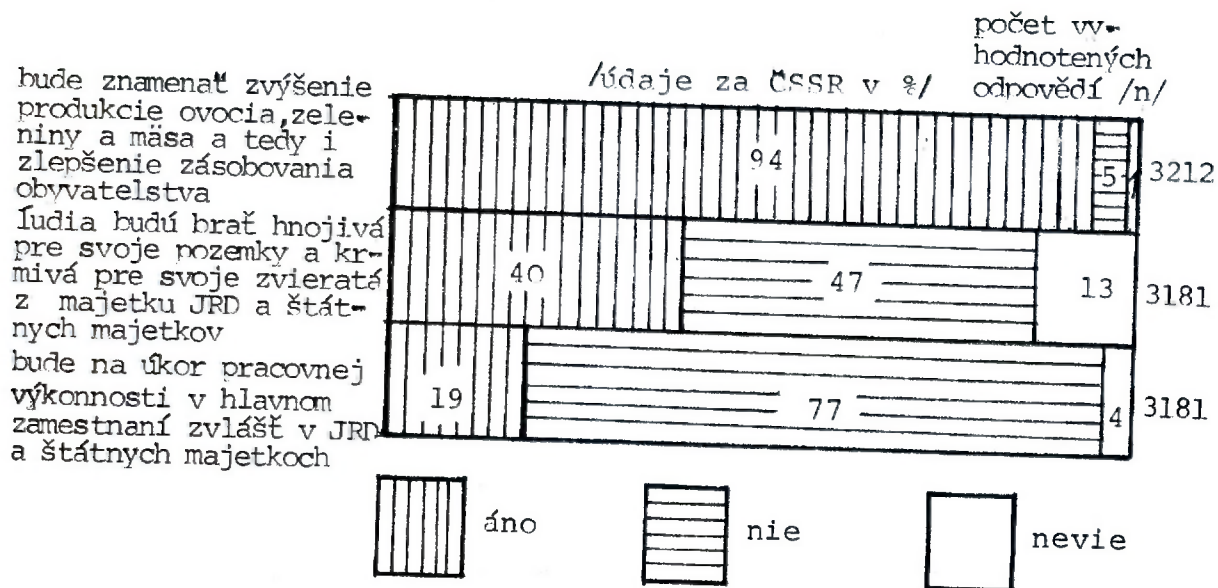 počet vy-
hodnotených
odpovědí /n/
/údaje za ČSSR v %/
bude znamenať zvýšenie
produkcie ovocia,zele-
niny a mäsa a tedy i
zlepšenie zásobovania
obyvatelstva
94
5
1
3212
ľudia budú brať hnojivá
pre svoje pozemky a kr-
mivá pre svoje zvieratá
z majetku JRD a štát-
nych majetkov
40
47
13
3181
bude na úkor pracovnej
výkonnosti v hlavnom
zamestnaní zvlášť v JRD
a štátnych majetkoch
19
77
4
3181
áno
nie
nevie